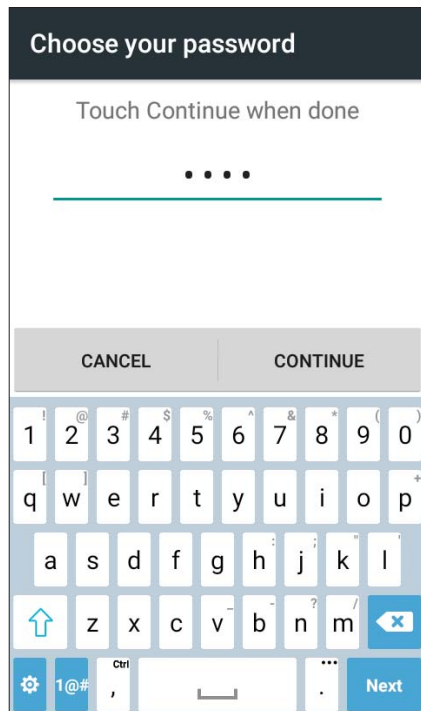 Choose your password
Touch Continue when done
••••
CANCEL CONTINUE
! @ # $ % ^ & * ( )
1 2 3 4 5 6 7 8 9 0
[ ] +
q w e r t y u i o p
: ; " '
a s d f g h j k l
_ - ? /
z x c v b n m
Ctrl •••
1@# , . Next